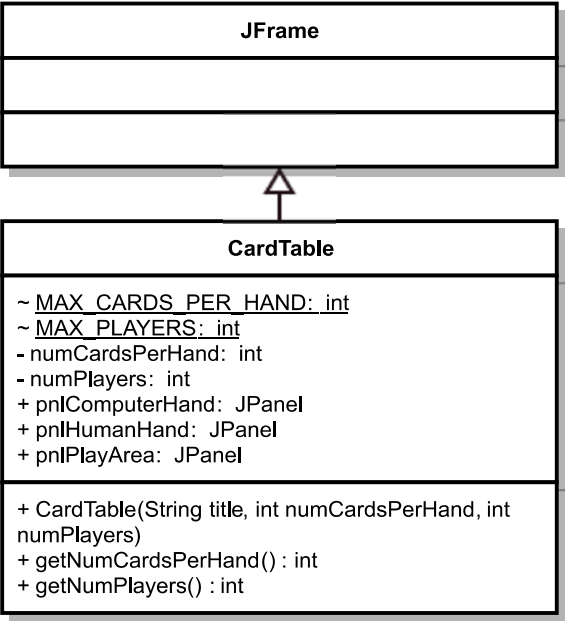 JFrame
CardTable
~ MAX_CARDS_PER_HAND: int
~ MAX_PLAYERS: int
- numCardsPerHand: int
- numPlayers: int
+ pnlComputerHand: JPanel
+ pnlHumanHand: JPanel
+ pnlPlayArea: JPanel
+ CardTable(String title, int numCardsPerHand, int
numPlayers)
+ getNumCardsPerHand() : int
+ getNumPlayers() : int